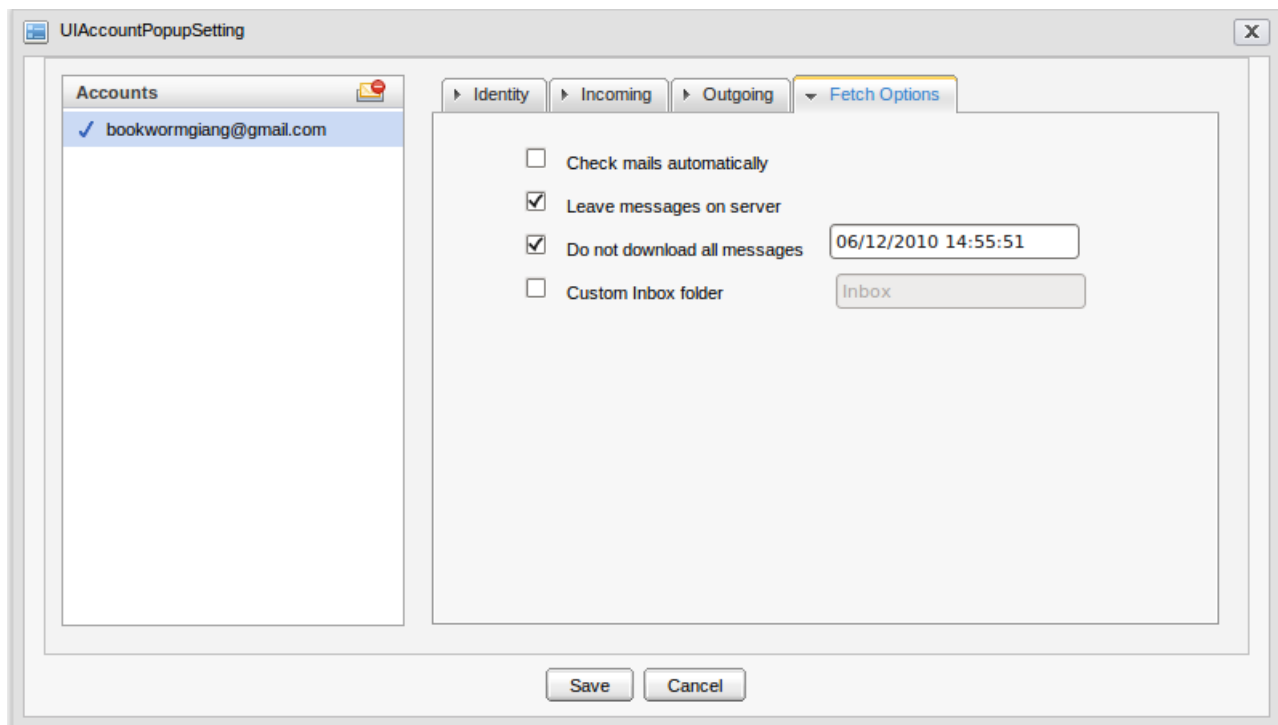 UIAccountPopupSetting
Accounts
bookwormgiang@gmail.com
Identity Incoming Outgoing Fetch Options
Check mails automatically
Leave messages on server
Do not download all messages 06/12/2010 14:55:51
Custom Inbox folder Inbox
Save Cancel